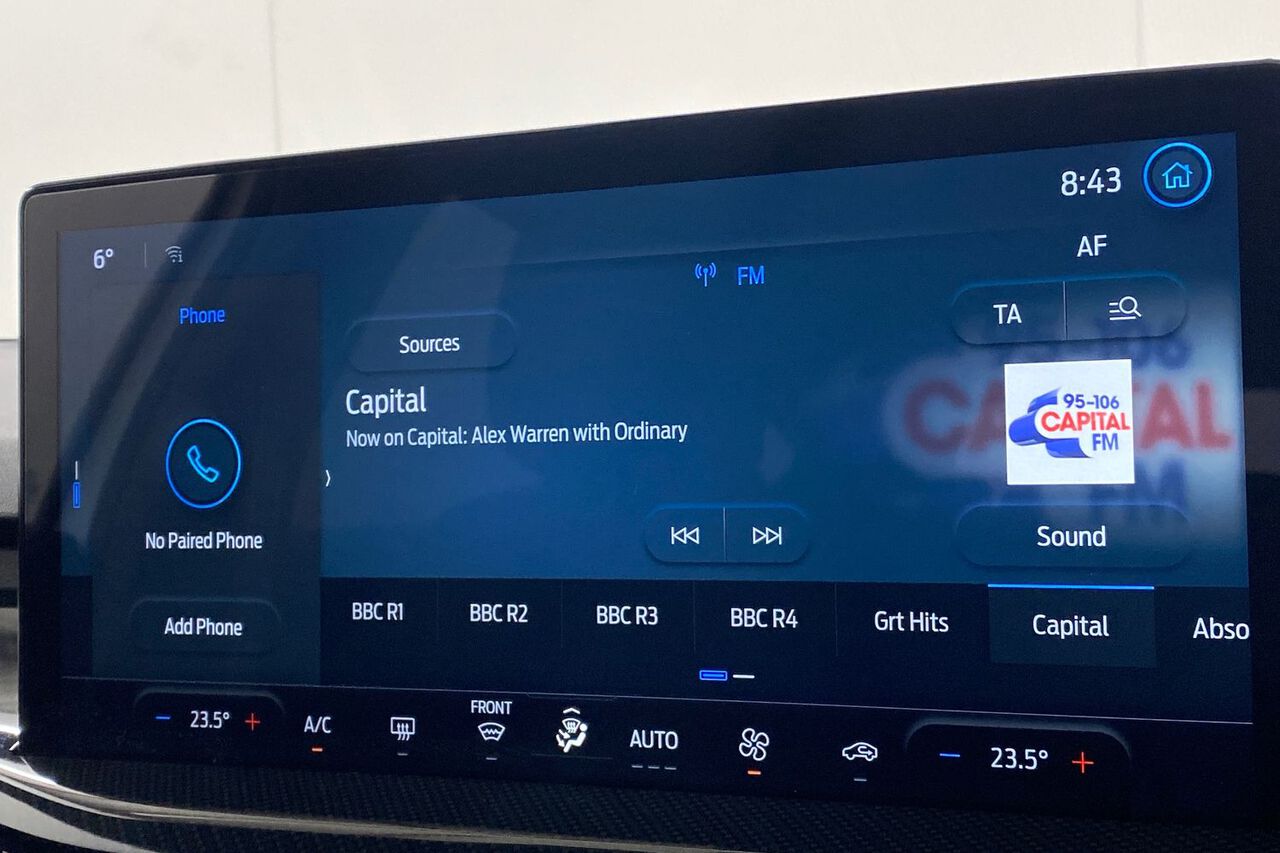 8:43
6°
AF
FM
Phone
TA
Sources
Capital
Now on Capital: Alex Warren with Ordinary
95-106
CAPITAL
FM
No Paired Phone
Sound
Add Phone
BBC R1
BBC R2
BBC R3
BBC R4
Grt Hits
Capital
Abso
23.5°
A/C
FRONT
AUTO
23.5°